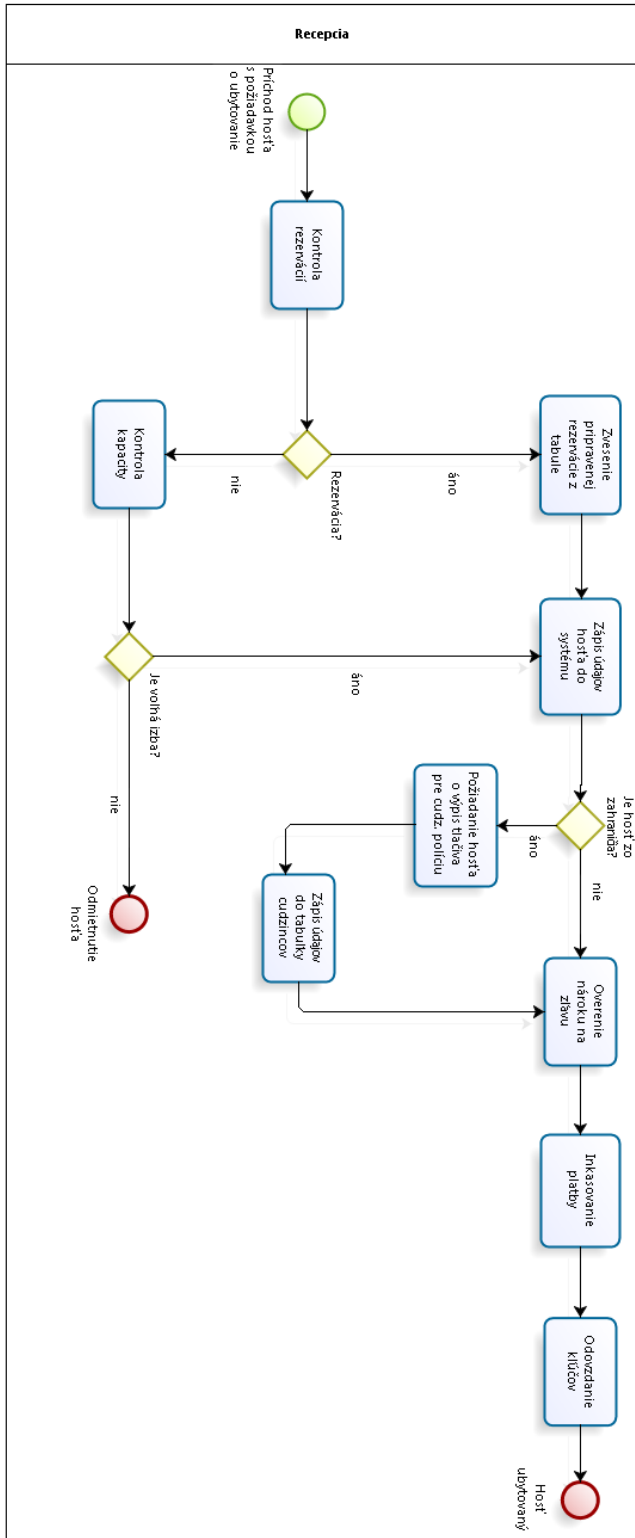 Recepcia
Príchod hosťa
s požiadavkou
o ubytovanie
Kontrola
rezervácií
Rezervácia?
áno
nie
Zvesenie
pripravenej
rezervácie z
tabule
Kontrola
kapacity
Je voľná izba?
áno
nie
Odmietnutie
hosťa
Zápis údajov
hosťa do
systému
Je hosť zo
zahraničia?
áno
nie
Požiadanie hosťa
o výpis tlačiva
pre cudz. políciu
Zápis údajov
do tabuľky
cudzincov
Overenie
nároku na
zľavu
Inkasovanie
platby
Odovzdanie
kľúčov
Hosť
ubytovaný